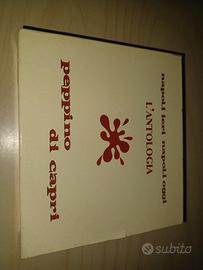 napoli ieri napoli oggi
L'ANTOLOGIA
peppino di capri
subito